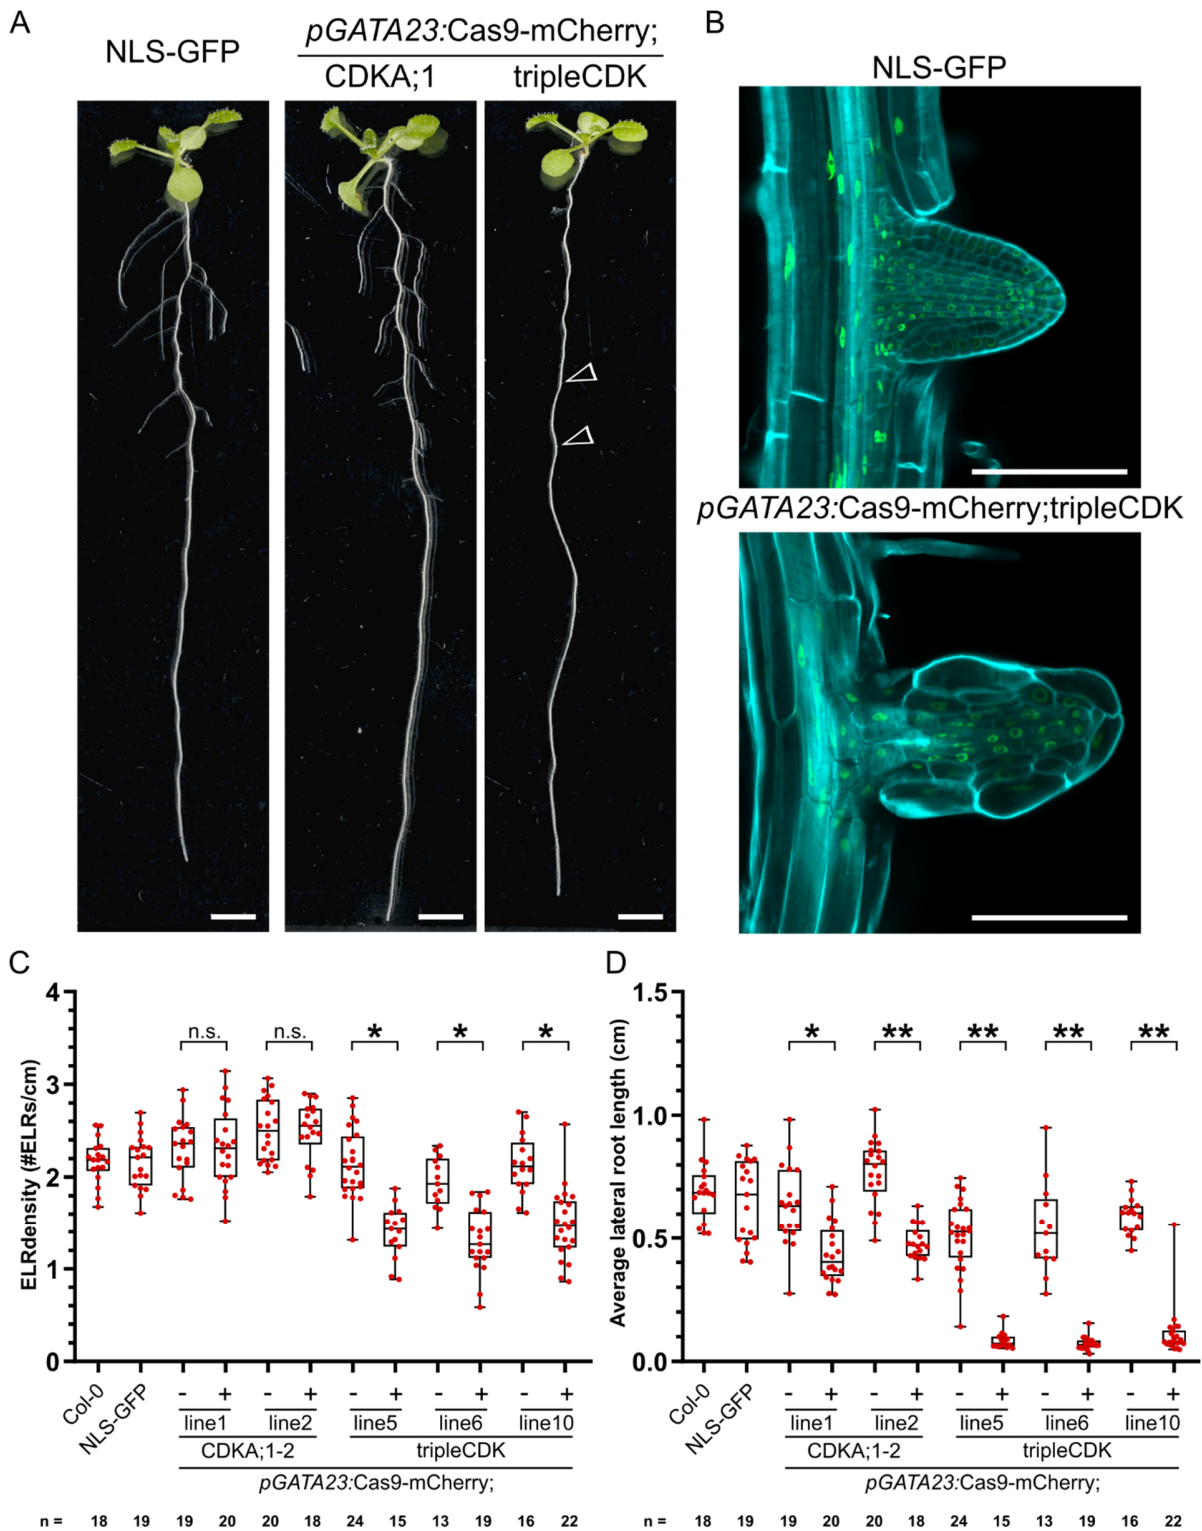 A
NLS-GFP
pGATA23:Cas9-mCherry;
CDKA;1
tripleCDK
B
NLS-GFP
pGATA23:Cas9-mCherry;tripleCDK
C
ELRdensity (#ELRs/cm)
4
3
2
1
0
n.s.
n.s.
*
*
*
Col-0
NLS-GFP
- + - + - + - + - +
line1 line2 line5 line6 line10
CDKA;1-2 tripleCDK
pGATA23:Cas9-mCherry;
n = 18 19 19 20 20 18 24 15 13 19 16 22
D
Average lateral root length (cm)
1.5
1.0
0.5
0.0
*
**
**
**
**
Col-0
NLS-GFP
- + - + - + - + - +
line1 line2 line5 line6 line10
CDKA;1-2 tripleCDK
pGATA23:Cas9-mCherry;
n = 18 19 19 20 20 18 24 15 13 19 16 22